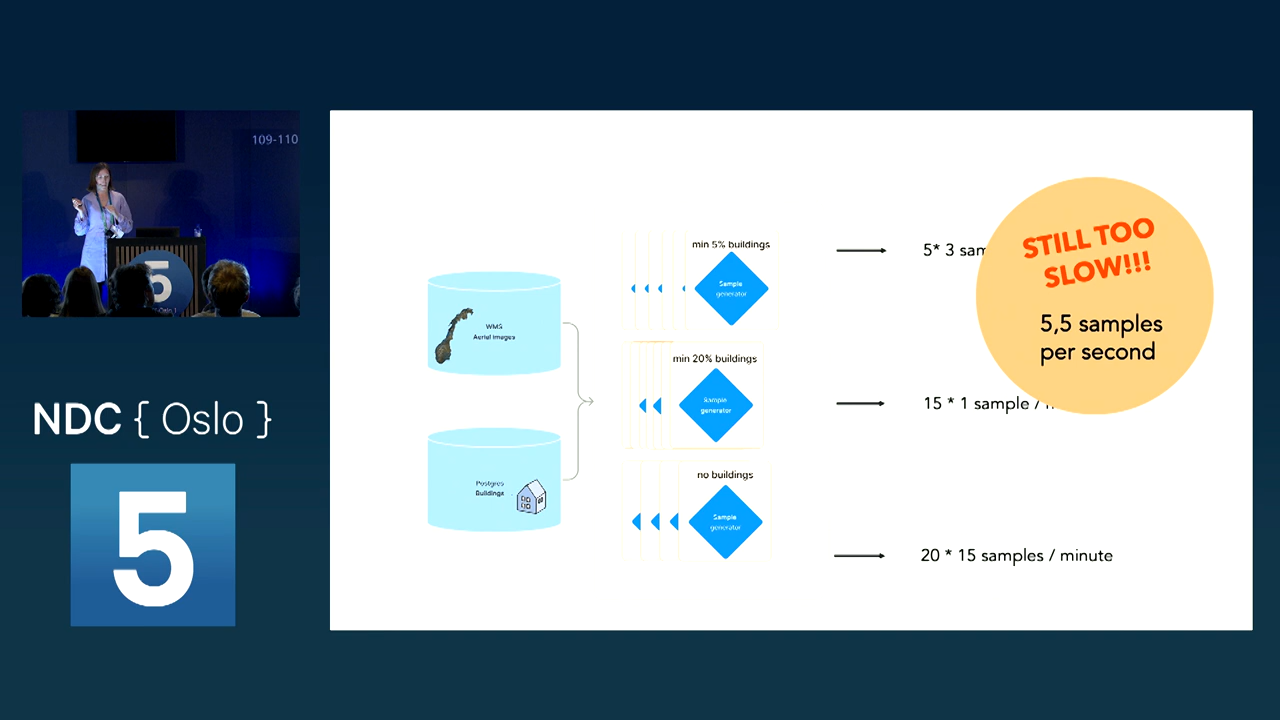 109-110
5
NDC { Oslo }
5
WMS
Aerial Images
Postgres
Buildings
min 5% buildings
Sample
generator
min 20% buildings
Sample
generator
no buildings
Sample
generator
5* 3
15 * 1 sample /
20 * 15 samples / minute
STILL TOO
SLOW!!!
5,5 samples
per second